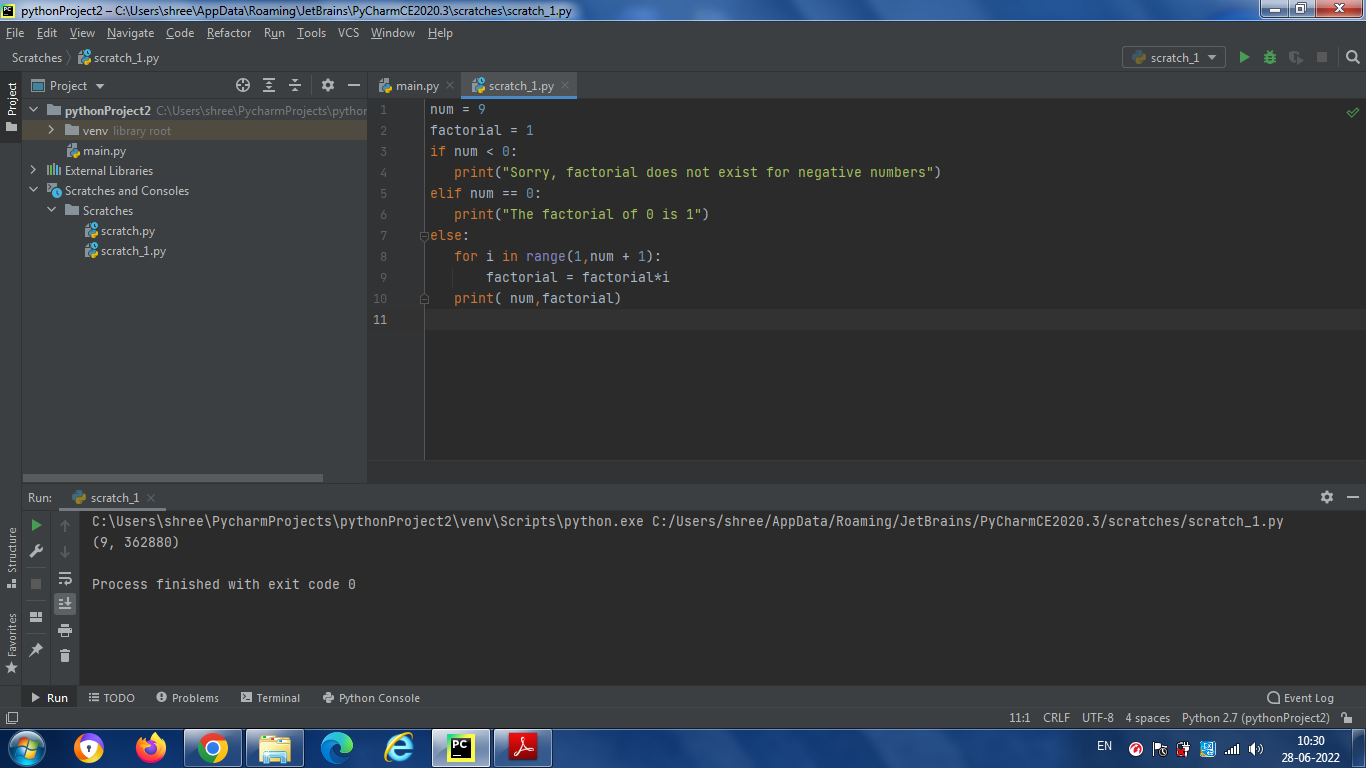 pythonProject2 – C:\Users\shree\AppData\Roaming\JetBrains\PyCharmCE2020.3\scratches\scratch_1.py
File Edit View Navigate Code Refactor Run Tools VCS Window Help
Scratches scratch_1.py
scratch_1
Project
Project
pythonProject2 C:\Users\shree\PycharmProjects\python
venv library root
main.py
External Libraries
Scratches and Consoles
Scratches
scratch.py
scratch_1.py
main.py scratch_1.py
1 num = 9
2 factorial = 1
3 if num < 0:
4 print("Sorry, factorial does not exist for negative numbers")
5 elif num == 0:
6 print("The factorial of 0 is 1")
7 else:
8 for i in range(1,num + 1):
9 factorial = factorial*i
10 print( num,factorial)
11
Run: scratch_1
C:\Users\shree\PycharmProjects\pythonProject2\venv\Scripts\python.exe C:/Users/shree/AppData/Roaming/JetBrains/PyCharmCE2020.3/scratches/scratch_1.py
(9, 362880)
Process finished with exit code 0
Structure
Favorites
Run TODO Problems Terminal Python Console Event Log
11:1 CRLF UTF-8 4 spaces Python 2.7 (pythonProject2)
PC
EN
10:30
28-06-2022